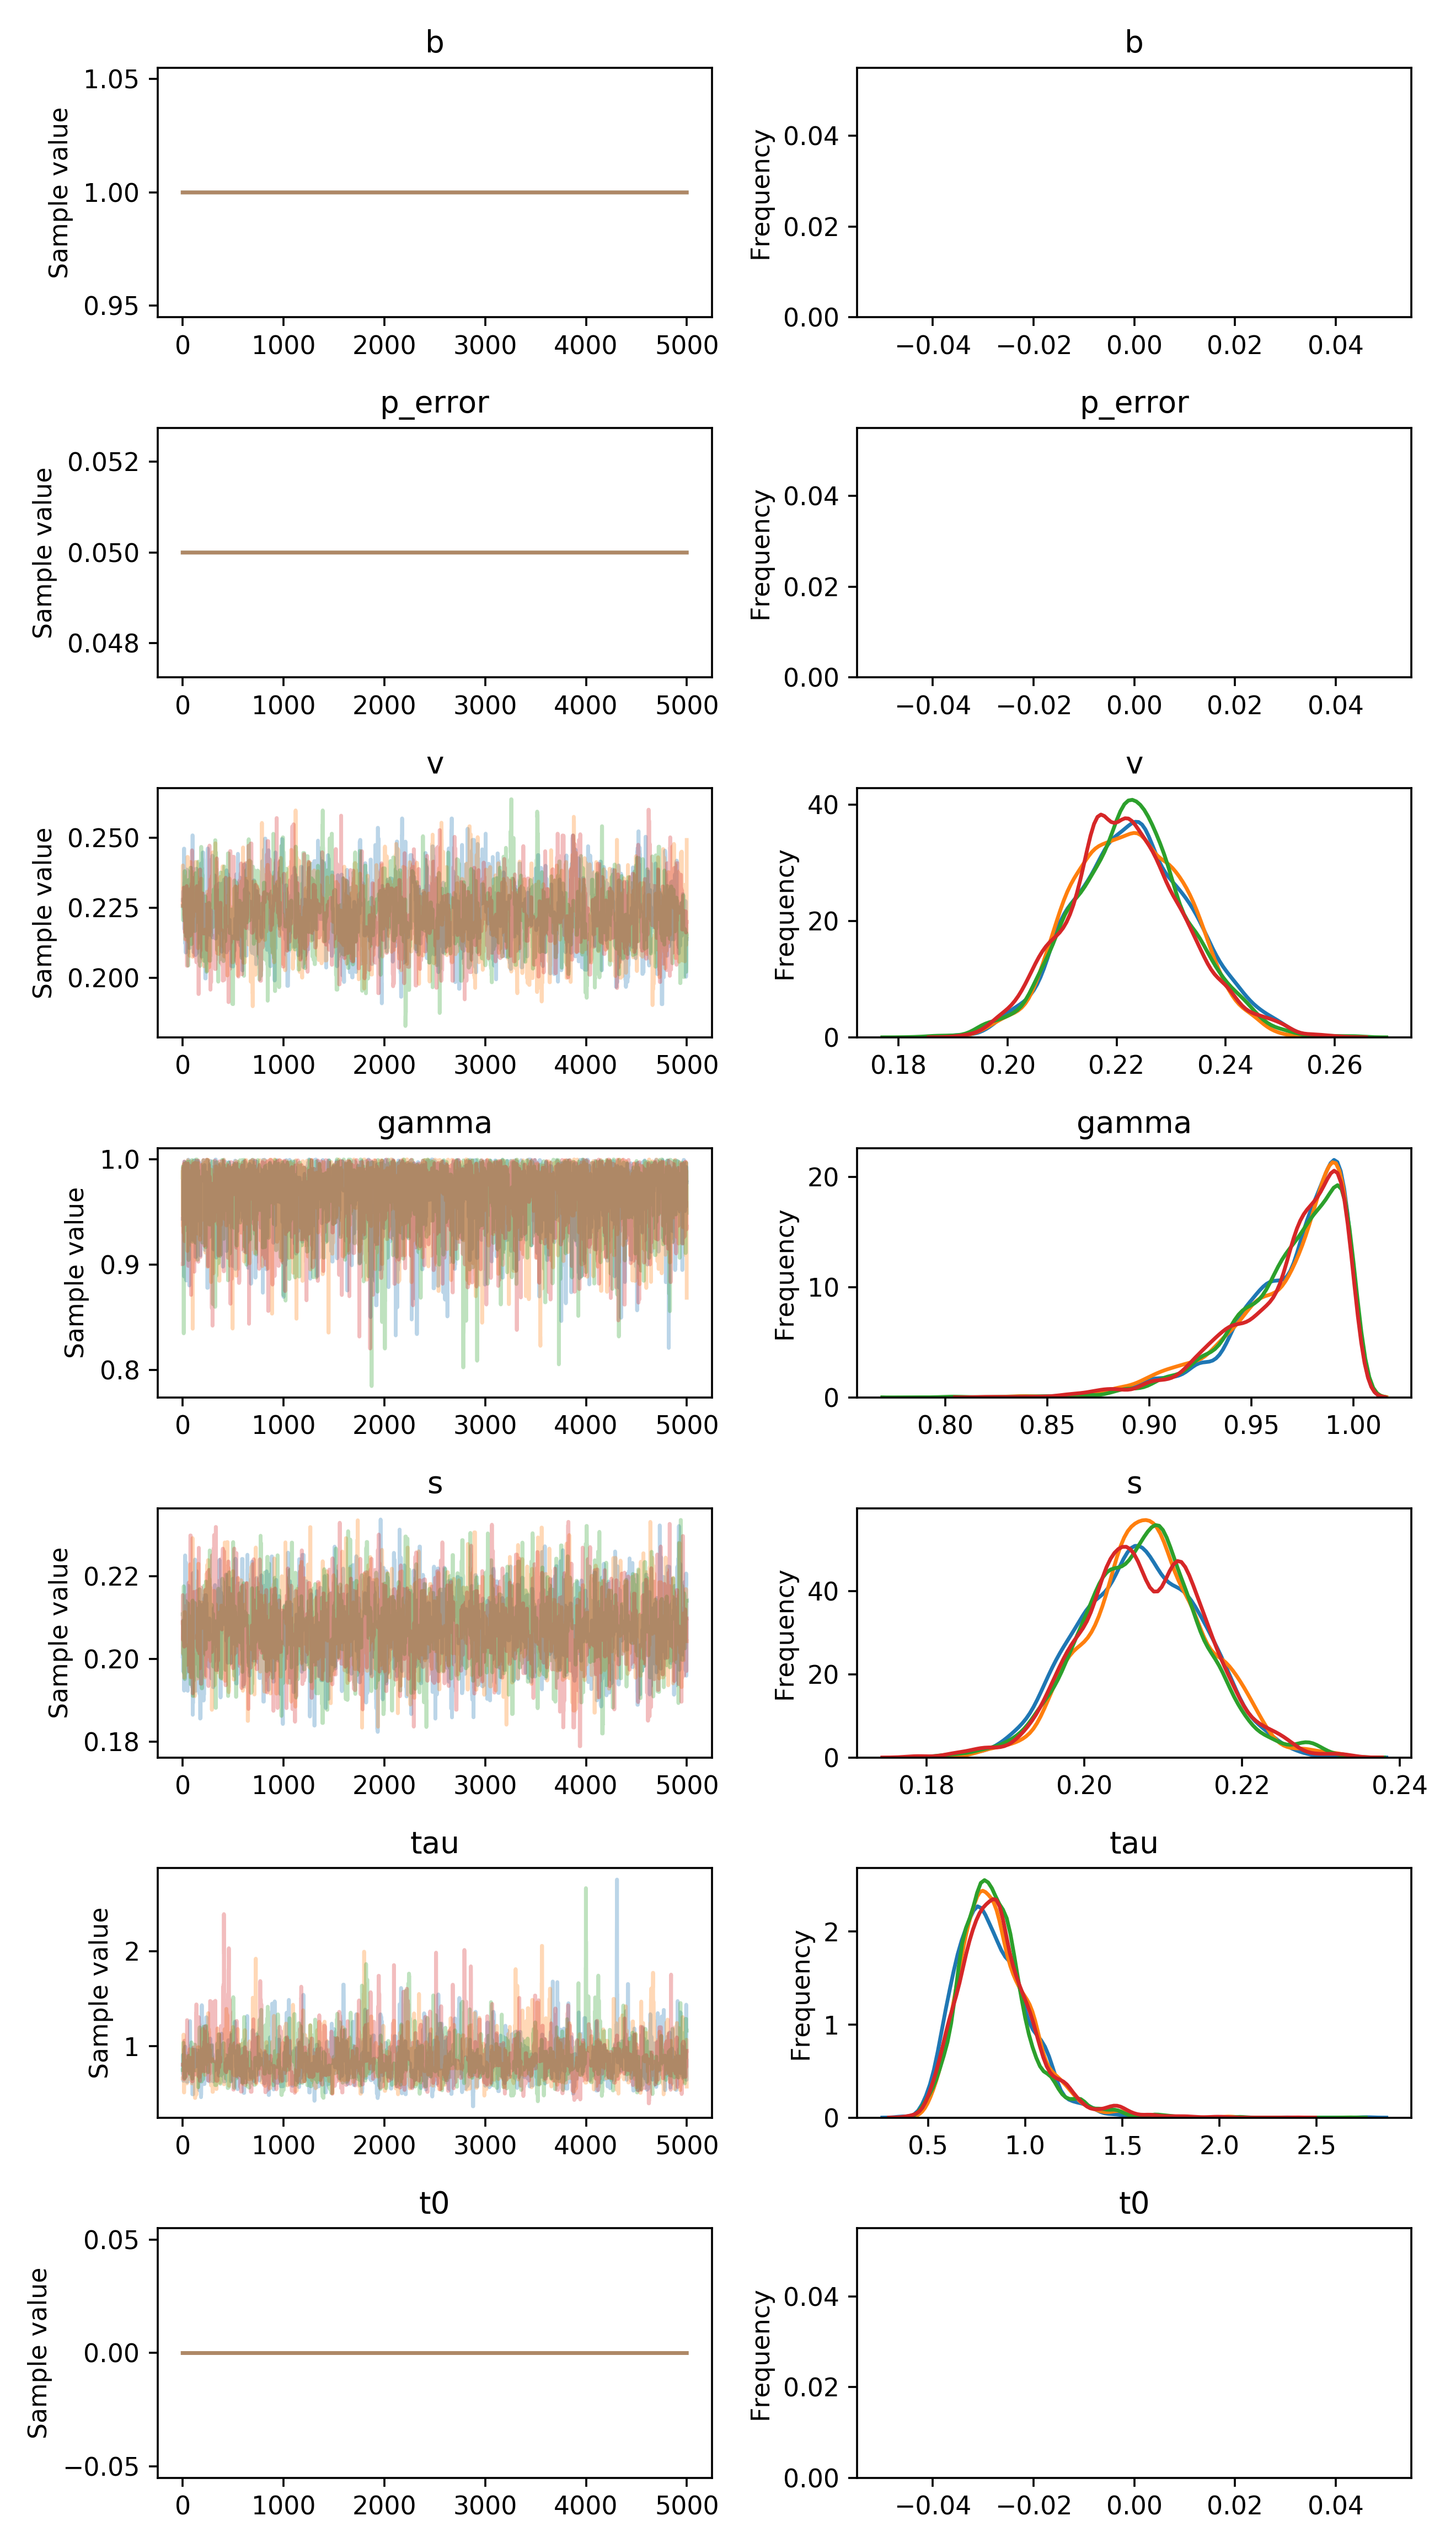 b
b
1.05
1.00
0.95
Sample value
0 1000 2000 3000 4000 5000
0.04
0.02
0.00
Frequency
−0.04 −0.02 0.00 0.02 0.04
p_error
p_error
0.052
0.050
0.048
Sample value
0 1000 2000 3000 4000 5000
0.04
0.02
0.00
Frequency
−0.04 −0.02 0.00 0.02 0.04
v
v
0.250
0.225
0.200
Sample value
0 1000 2000 3000 4000 5000
40
20
0
Frequency
0.18 0.20 0.22 0.24 0.26
gamma
gamma
1.0
0.9
0.8
Sample value
0 1000 2000 3000 4000 5000
20
10
0
Frequency
0.80 0.85 0.90 0.95 1.00
s
s
0.22
0.20
0.18
Sample value
0 1000 2000 3000 4000 5000
40
20
0
Frequency
0.18 0.20 0.22 0.24
tau
tau
2
1
Sample value
0 1000 2000 3000 4000 5000
2
1
0
Frequency
0.5 1.0 1.5 2.0 2.5
t0
t0
0.05
0.00
−0.05
Sample value
0 1000 2000 3000 4000 5000
0.04
0.02
0.00
Frequency
−0.04 −0.02 0.00 0.02 0.04